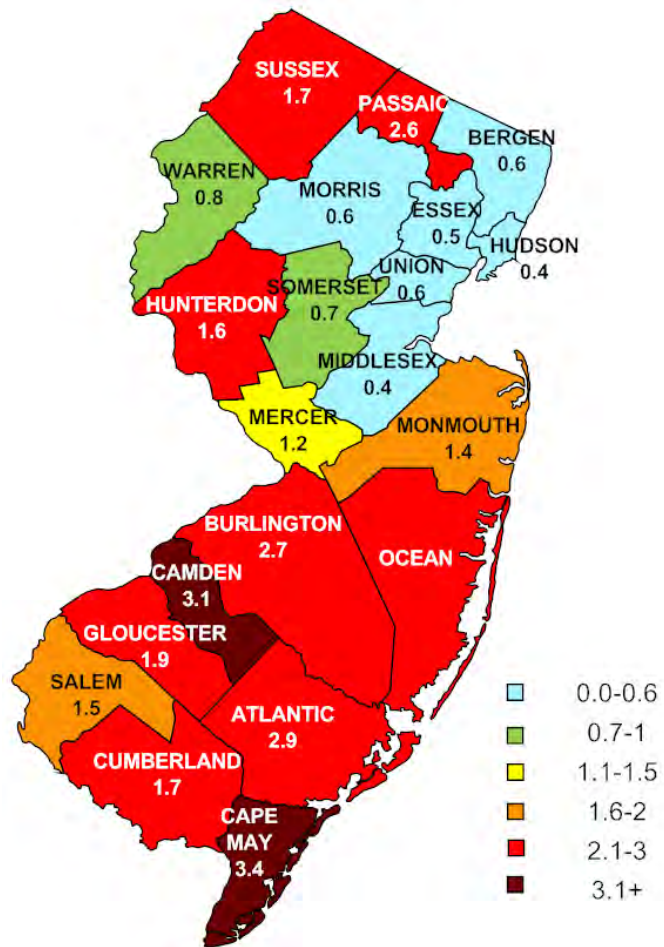 SUSSEX
1.7
PASSAIC
2.6
BERGEN
0.6
WARREN
0.8
MORRIS
0.6
ESSEX
0.5
HUDSON
0.4
UNION
0.6
SOMERSET
0.7
HUNTERDON
1.6
MIDDLESEX
0.4
MERCER
1.2
MONMOUTH
1.4
BURLINGTON
2.7
OCEAN
CAMDEN
3.1
GLOUCESTER
1.9
SALEM
1.5
ATLANTIC
2.9
CUMBERLAND
1.7
CAPE
MAY
3.4
0.0-0.6
0.7-1
1.1-1.5
1.6-2
2.1-3
3.1+